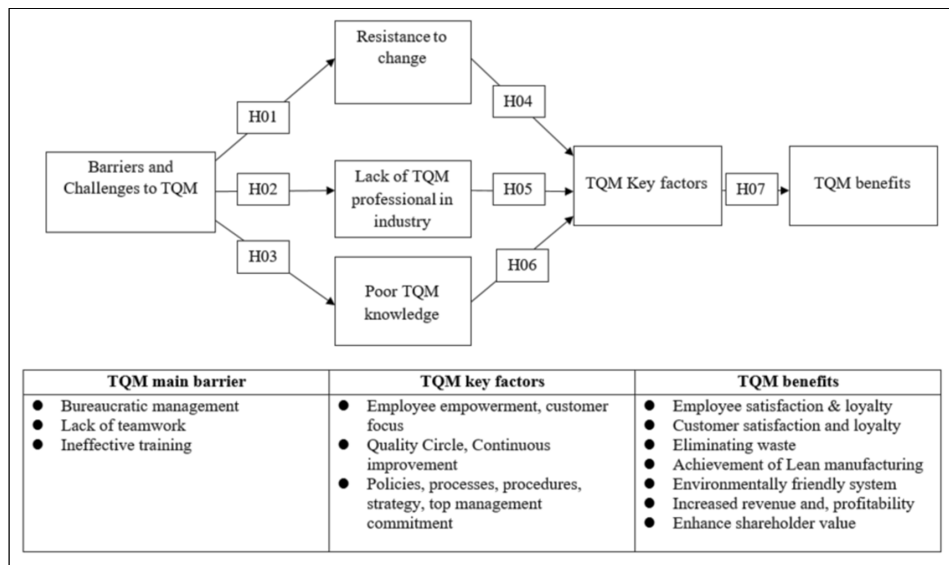 Resistance to
change
H01
H04
Barriers and
Challenges to TQM
H02
Lack of TQM
professional in
industry
H05
TQM Key factors
H07
TQM benefits
H03
H06
Poor TQM
knowledge
TQM main barrier
● Bureaucratic management
● Lack of teamwork
● Ineffective training
TQM key factors
● Employee empowerment, customer
focus
● Quality Circle, Continuous
improvement
● Policies, processes, procedures,
strategy, top management
commitment
TQM benefits
● Employee satisfaction & loyalty
● Customer satisfaction and loyalty
● Eliminating waste
● Achievement of Lean manufacturing
● Environmentally friendly system
● Increased revenue and, profitability
● Enhance shareholder value